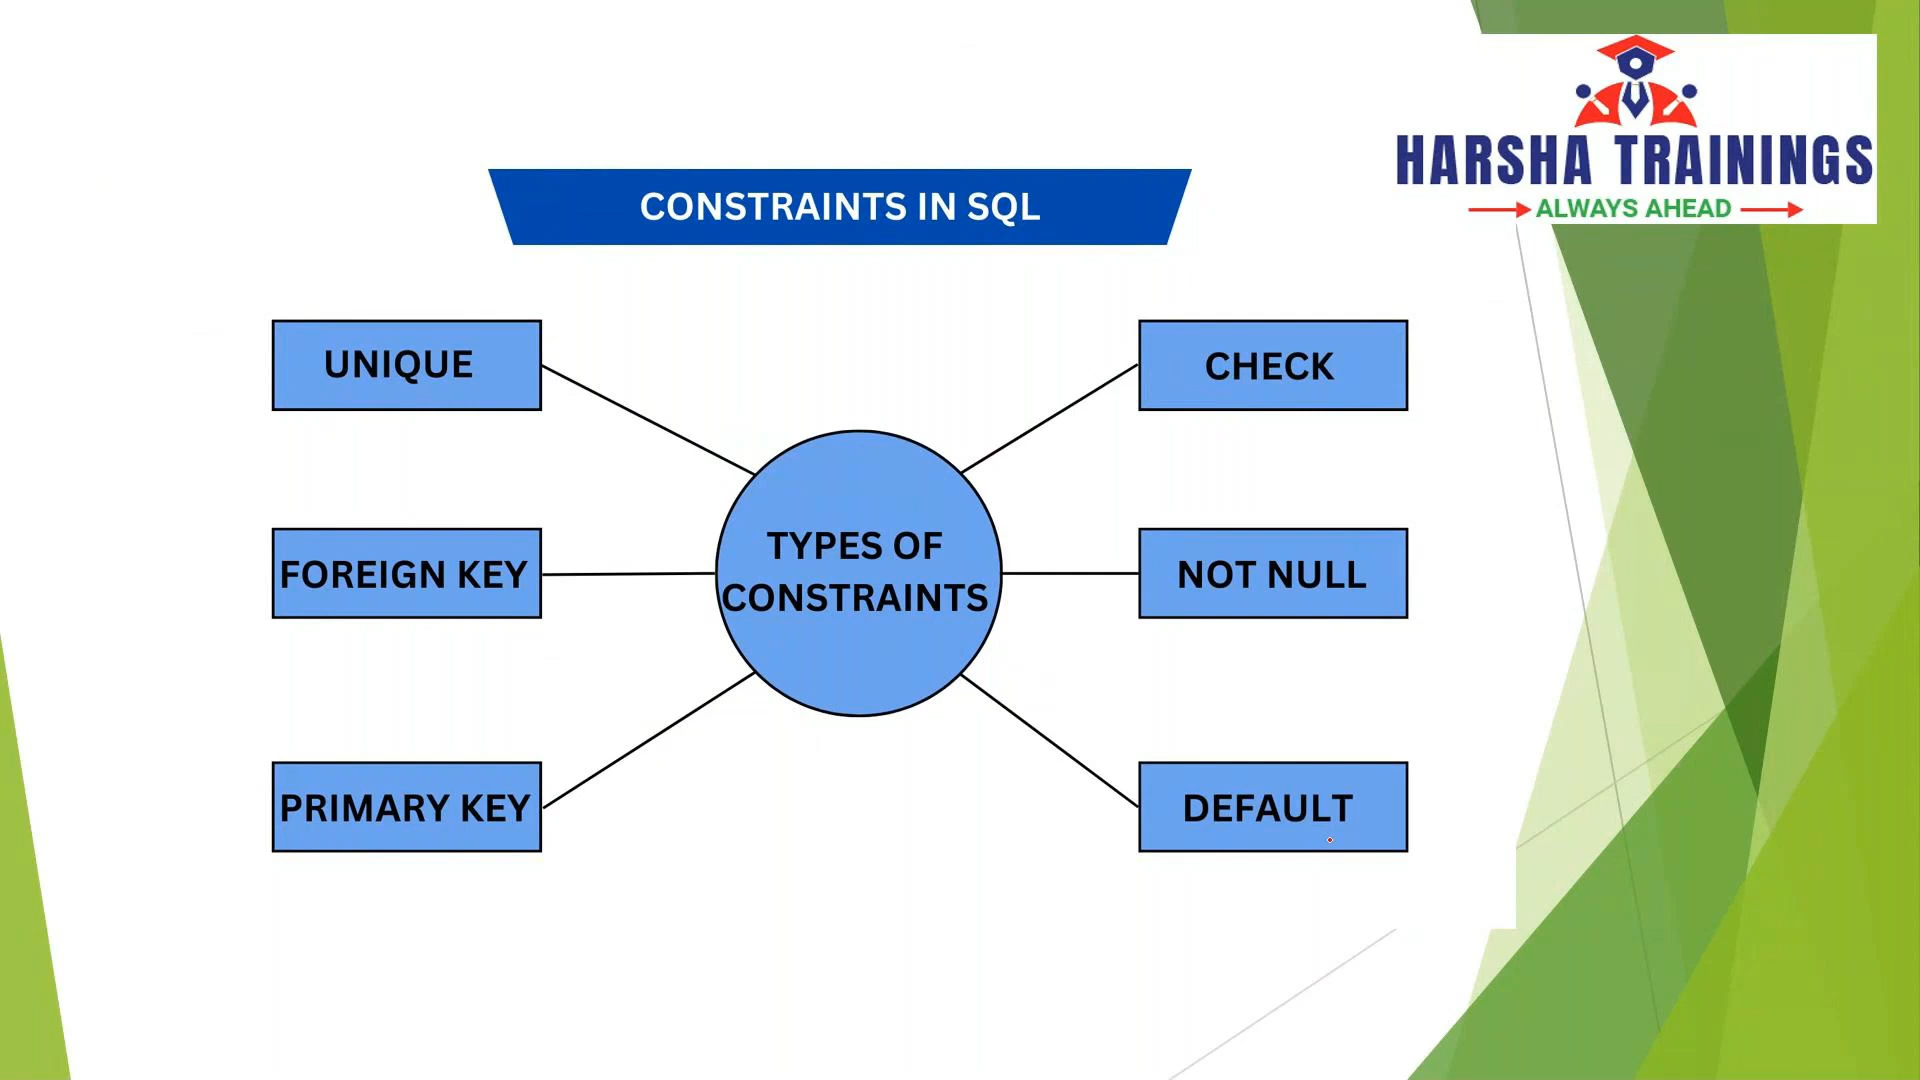 HARSHA TRAININGS
ALWAYS AHEAD
CONSTRAINTS IN SQL
UNIQUE
CHECK
FOREIGN KEY
TYPES OF
CONSTRAINTS
NOT NULL
PRIMARY KEY
DEFAULT